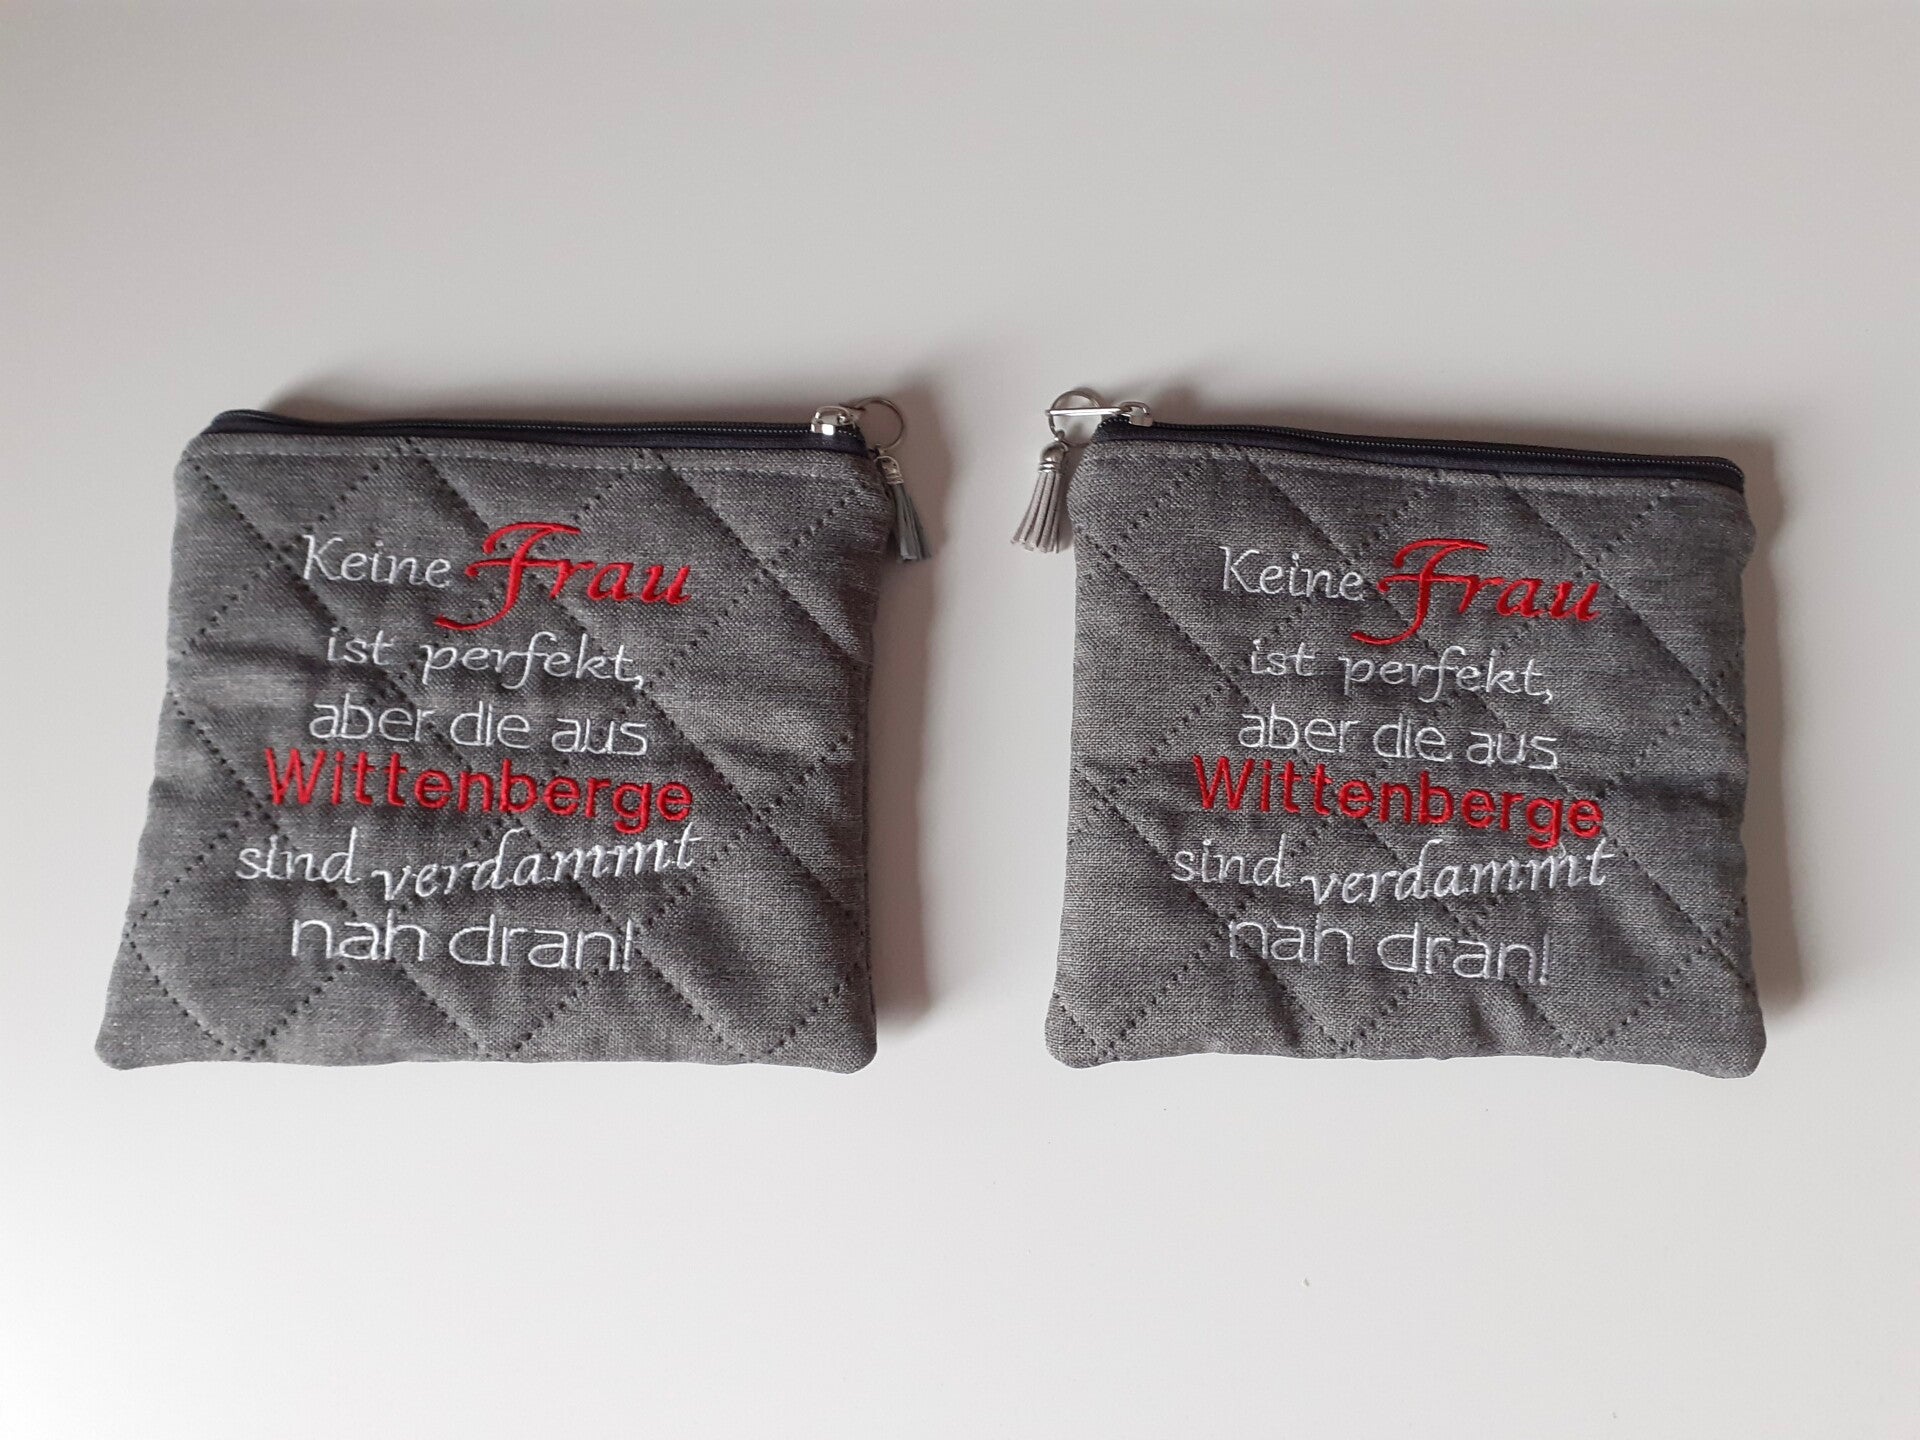 Keine Frau
ist perfekt,
aber die aus
Wittenberge
sind verdammt
nah dran!
Keine Frau
ist perfekt,
aber die aus
Wittenberge
sind verdammt
nah dran!